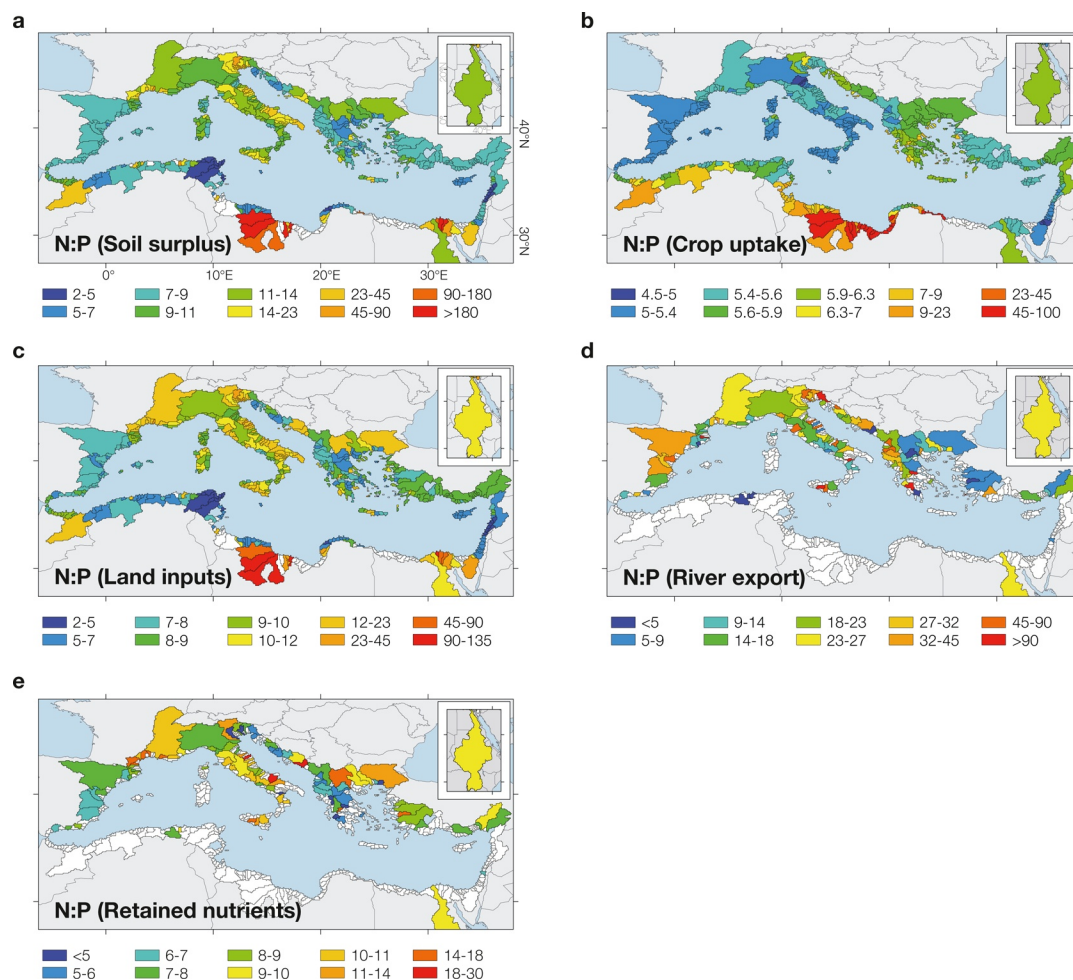 a
b
40°N
30°N
N:P (Soil surplus)
N:P (Crop uptake)
0° 10°E 20°E 30°E
2-5 7-9 11-14 23-45 90-180
5-7 9-11 14-23 45-90 >180
4.5-5 5.4-5.6 5.9-6.3 7-9 23-45
5-5.4 5.6-5.9 6.3-7 9-23 45-100
c
d
N:P (Land inputs)
N:P (River export)
2-5 7-8 9-10 12-23 45-90
5-7 8-9 10-12 23-45 90-135
<5 9-14 18-23 27-32 45-90
5-9 14-18 23-27 32-45 >90
e
N:P (Retained nutrients)
<5 6-7 8-9 10-11 14-18
5-6 7-8 9-10 11-14 18-30